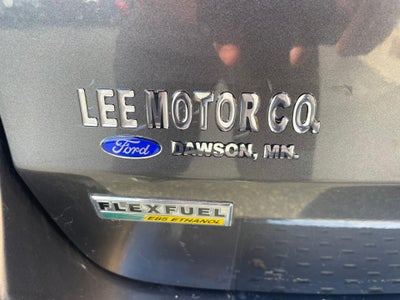 LEE MOTOR CO.
Ford DAWSON, MN.
FLEXFUEL
E85 ETHANOL